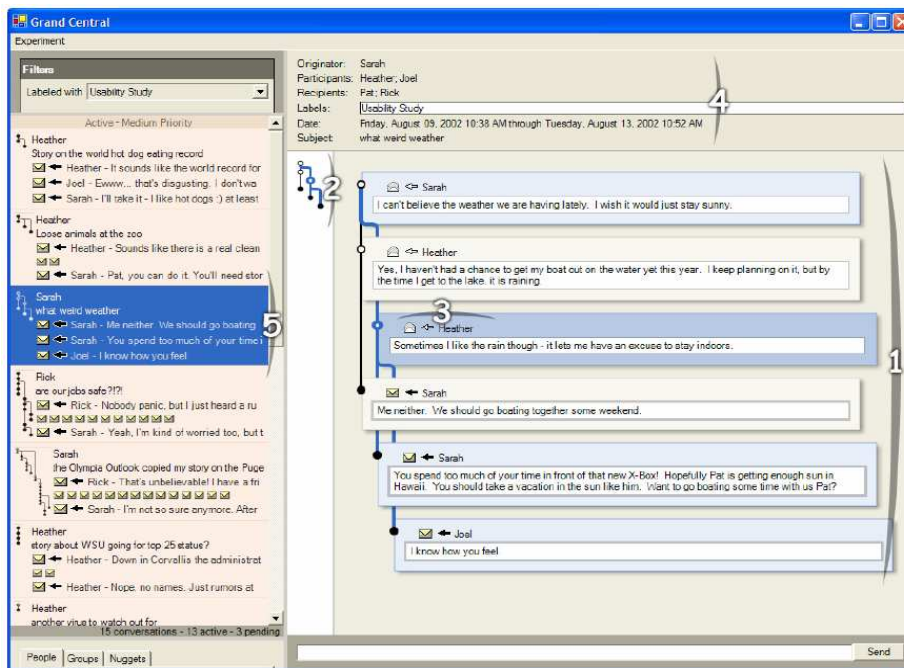 Grand Central
Experiment
Filters
Labeled with Usability Study
Active - Medium Priority
Heather
Story on the world hot dog eating record
Heather - It sounds like the world record for
Joel - Ewww... that's disgusting. I don't wa
Sarah - I'll take it - I like hot dogs :) at least
Heather
Loose animals at the zoo
Heather - Sounds like there is a real clean
Sarah - Pat, you can do it. You'll need stor
Sarah
what weird weather
Sarah - Me neither. We should go boating
Sarah - You spend too much of your time i
Joel - I know how you feel
5
Rick
are our jobs safe?!?!
Rick - Nobody panic, but I just heard a ru
Sarah - Yeah, I'm kind of worried too, but t
Sarah
the Olympia Outlook copied my story on the Puge
Rick - That's unbelievable! I have a fri
Sarah - I'm not so sure anymore. After
Heather
story about WSU going for top 25 status?
Heather - Down in Corvallis the administrat
Heather - Nope, no names. Just rumors at
Heather
another virus to watch out for
15 conversations - 13 active - 3 pending
People Groups Nuggets
Originator: Sarah
Participants: Heather; Joel
Recipients: Pat; Rick
Labels: Usability Study
Date: Friday, August 09, 2002 10:38 AM through Tuesday, August 13, 2002 10:52 AM
Subject: what weird weather
4
2
Sarah
I can't believe the weather we are having lately. I wish it would just stay sunny.
Heather
Yes, I haven't had a chance to get my boat out on the water yet this year. I keep planning on it, but by
the time I get to the lake, it is raining.
3
Heather
Sometimes I like the rain though - it lets me have an excuse to stay indoors.
1
Sarah
Me neither. We should go boating together some weekend.
Sarah
You spend too much of your time in front of that new X-Box! Hopefully Pat is getting enough sun in
Hawaii. You should take a vacation in the sun like him. Want to go boating some time with us Pat?
Joel
I know how you feel
Send